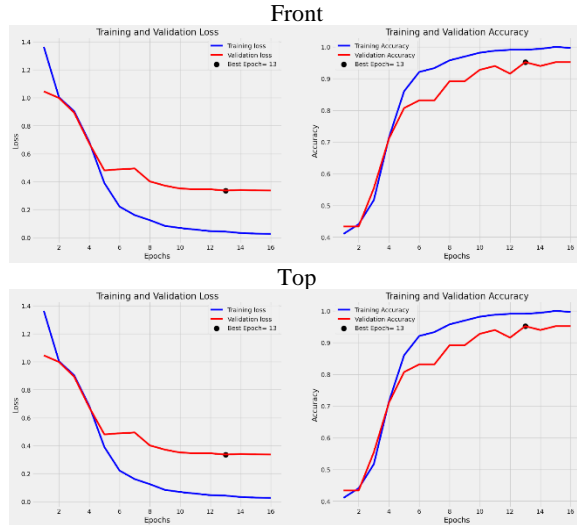 Front
Training and Validation Loss
1.4
1.2
1.0
0.8
0.6
0.4
0.2
0.0
Loss
Training loss
Validation loss
Best Epoch= 13
2 4 6 8 10 12 14 16
Epochs
Training and Validation Accuracy
1.0
0.9
0.8
0.7
0.6
0.5
0.4
Accuracy
Training Accuracy
Validation Accuracy
Best Epoch= 13
2 4 6 8 10 12 14 16
Epochs
Top
Training and Validation Loss
1.4
1.2
1.0
0.8
0.6
0.4
0.2
0.0
Loss
Training loss
Validation loss
Best Epoch= 13
2 4 6 8 10 12 14 16
Epochs
Training and Validation Accuracy
1.0
0.9
0.8
0.7
0.6
0.5
0.4
Accuracy
Training Accuracy
Validation Accuracy
Best Epoch= 13
2 4 6 8 10 12 14 16
Epochs